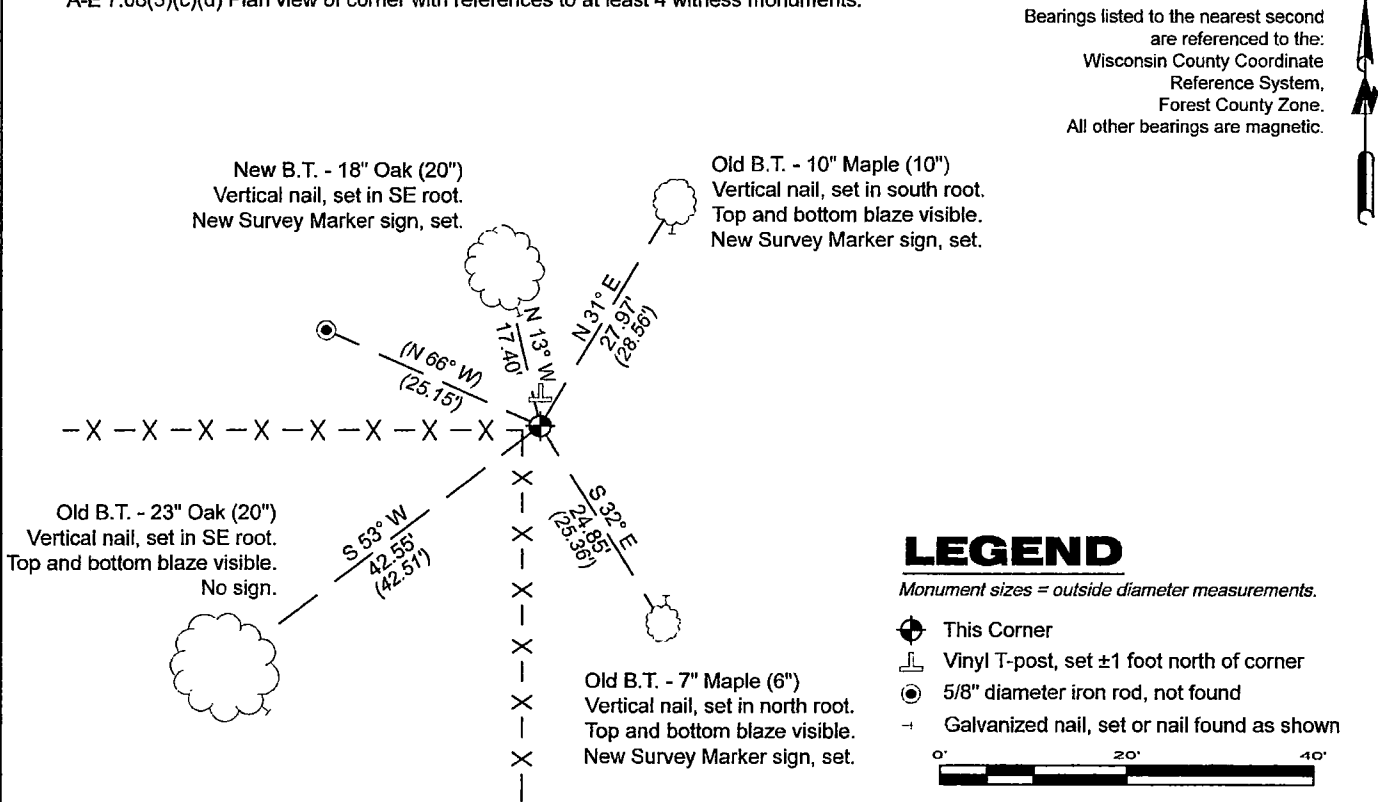 A-E 7.08(3)(c)(d) Plan view of corner with references to at least 4 witness monuments.
Bearings listed to the nearest second
are referenced to the:
Wisconsin County Coordinate
Reference System,
Forest County Zone.
All other bearings are magnetic.
New B.T. - 18" Oak (20")
Vertical nail, set in SE root.
New Survey Marker sign, set.
Old B.T. - 10" Maple (10")
Vertical nail, set in south root.
Top and bottom blaze visible.
New Survey Marker sign, set.
N 13° W
17.40'
N 31° E
27.97'
(28.56')
(N 66° W)
(25.15')
S 53° W
42.55'
(42.51')
S 32° E
24.85'
(25.36')
Old B.T. - 23" Oak (20")
Vertical nail, set in SE root.
Top and bottom blaze visible.
No sign.
Old B.T. - 7" Maple (6")
Vertical nail, set in north root.
Top and bottom blaze visible.
New Survey Marker sign, set.
LEGEND
Monument sizes = outside diameter measurements.
This Corner
Vinyl T-post, set ±1 foot north of corner
5/8" diameter iron rod, not found
Galvanized nail, set or nail found as shown
0' 20' 40'